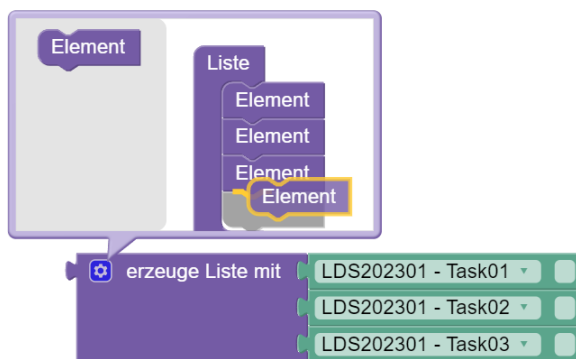 Element
Liste
Element
Element
Element
Element
erzeuge Liste mit LDS202301 - Task01
LDS202301 - Task02
LDS202301 - Task03